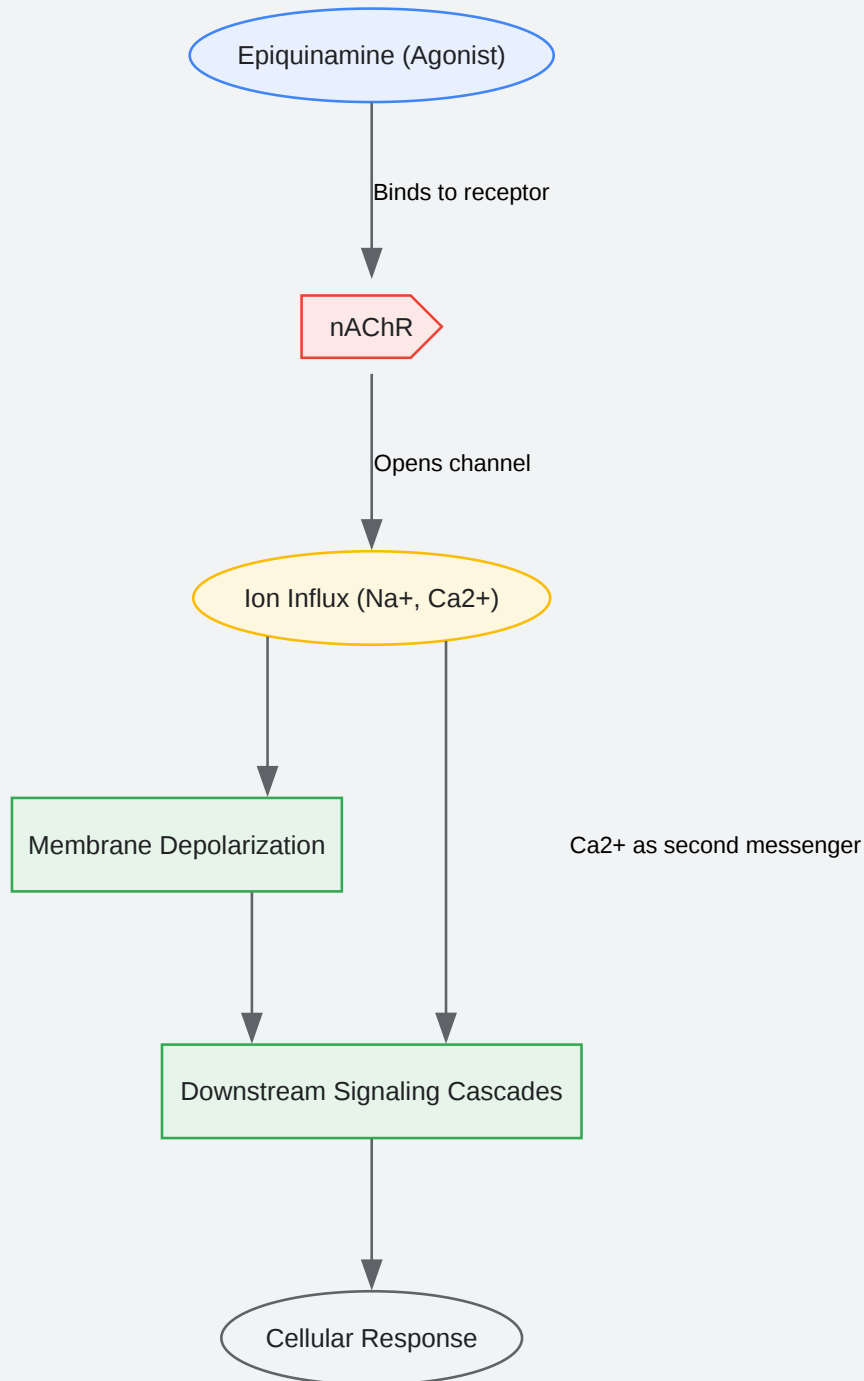 Epiquinamine (Agonist)
Binds to receptor
nAChR
Opens channel
Ion Influx (Na+, Ca2+)
Membrane Depolarization
Ca2+ as second messenger
Downstream Signaling Cascades
Cellular Response